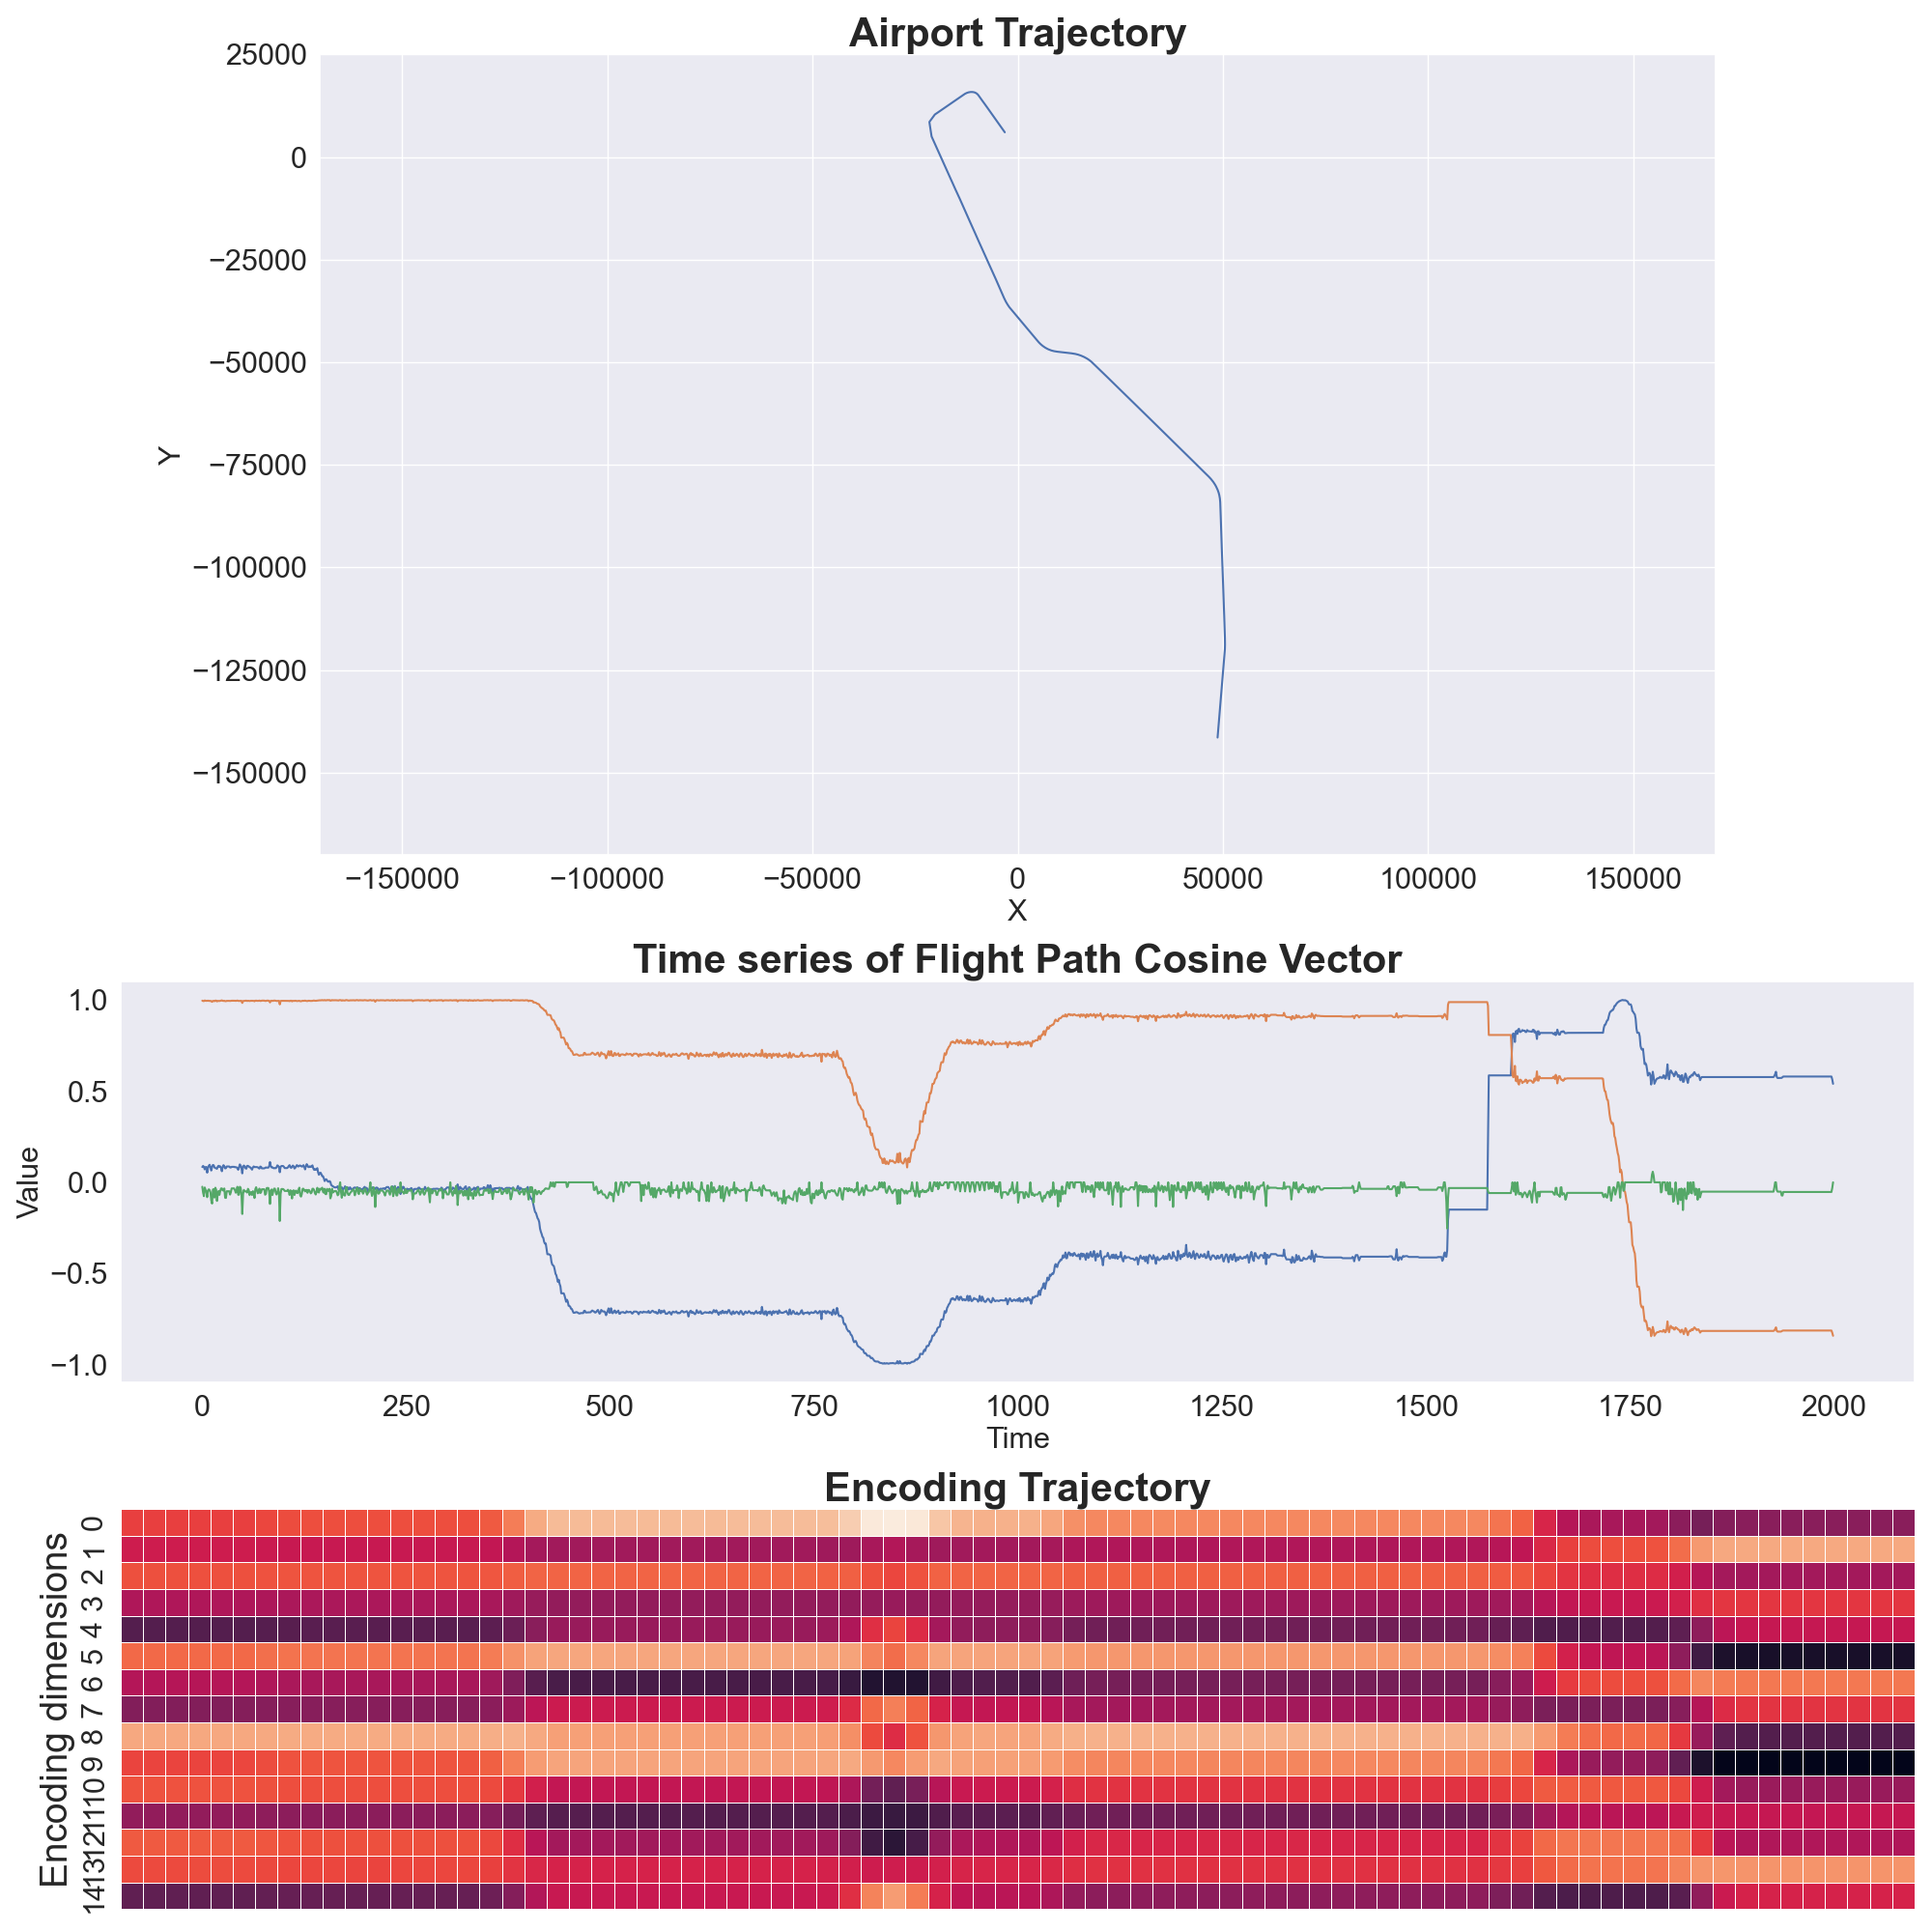 Airport Trajectory
25000
0
−25000
−50000
−75000
−100000
−125000
−150000
Y
−150000 −100000 −50000 0 50000 100000 150000
X
Time series of Flight Path Cosine Vector
1.0
0.5
0.0
−0.5
−1.0
Value
0 250 500 750 1000 1250 1500 1750 2000
Time
Encoding Trajectory
Encoding dimensions
0
1
2
3
4
5
6
7
8
9
10
11
12
13
14